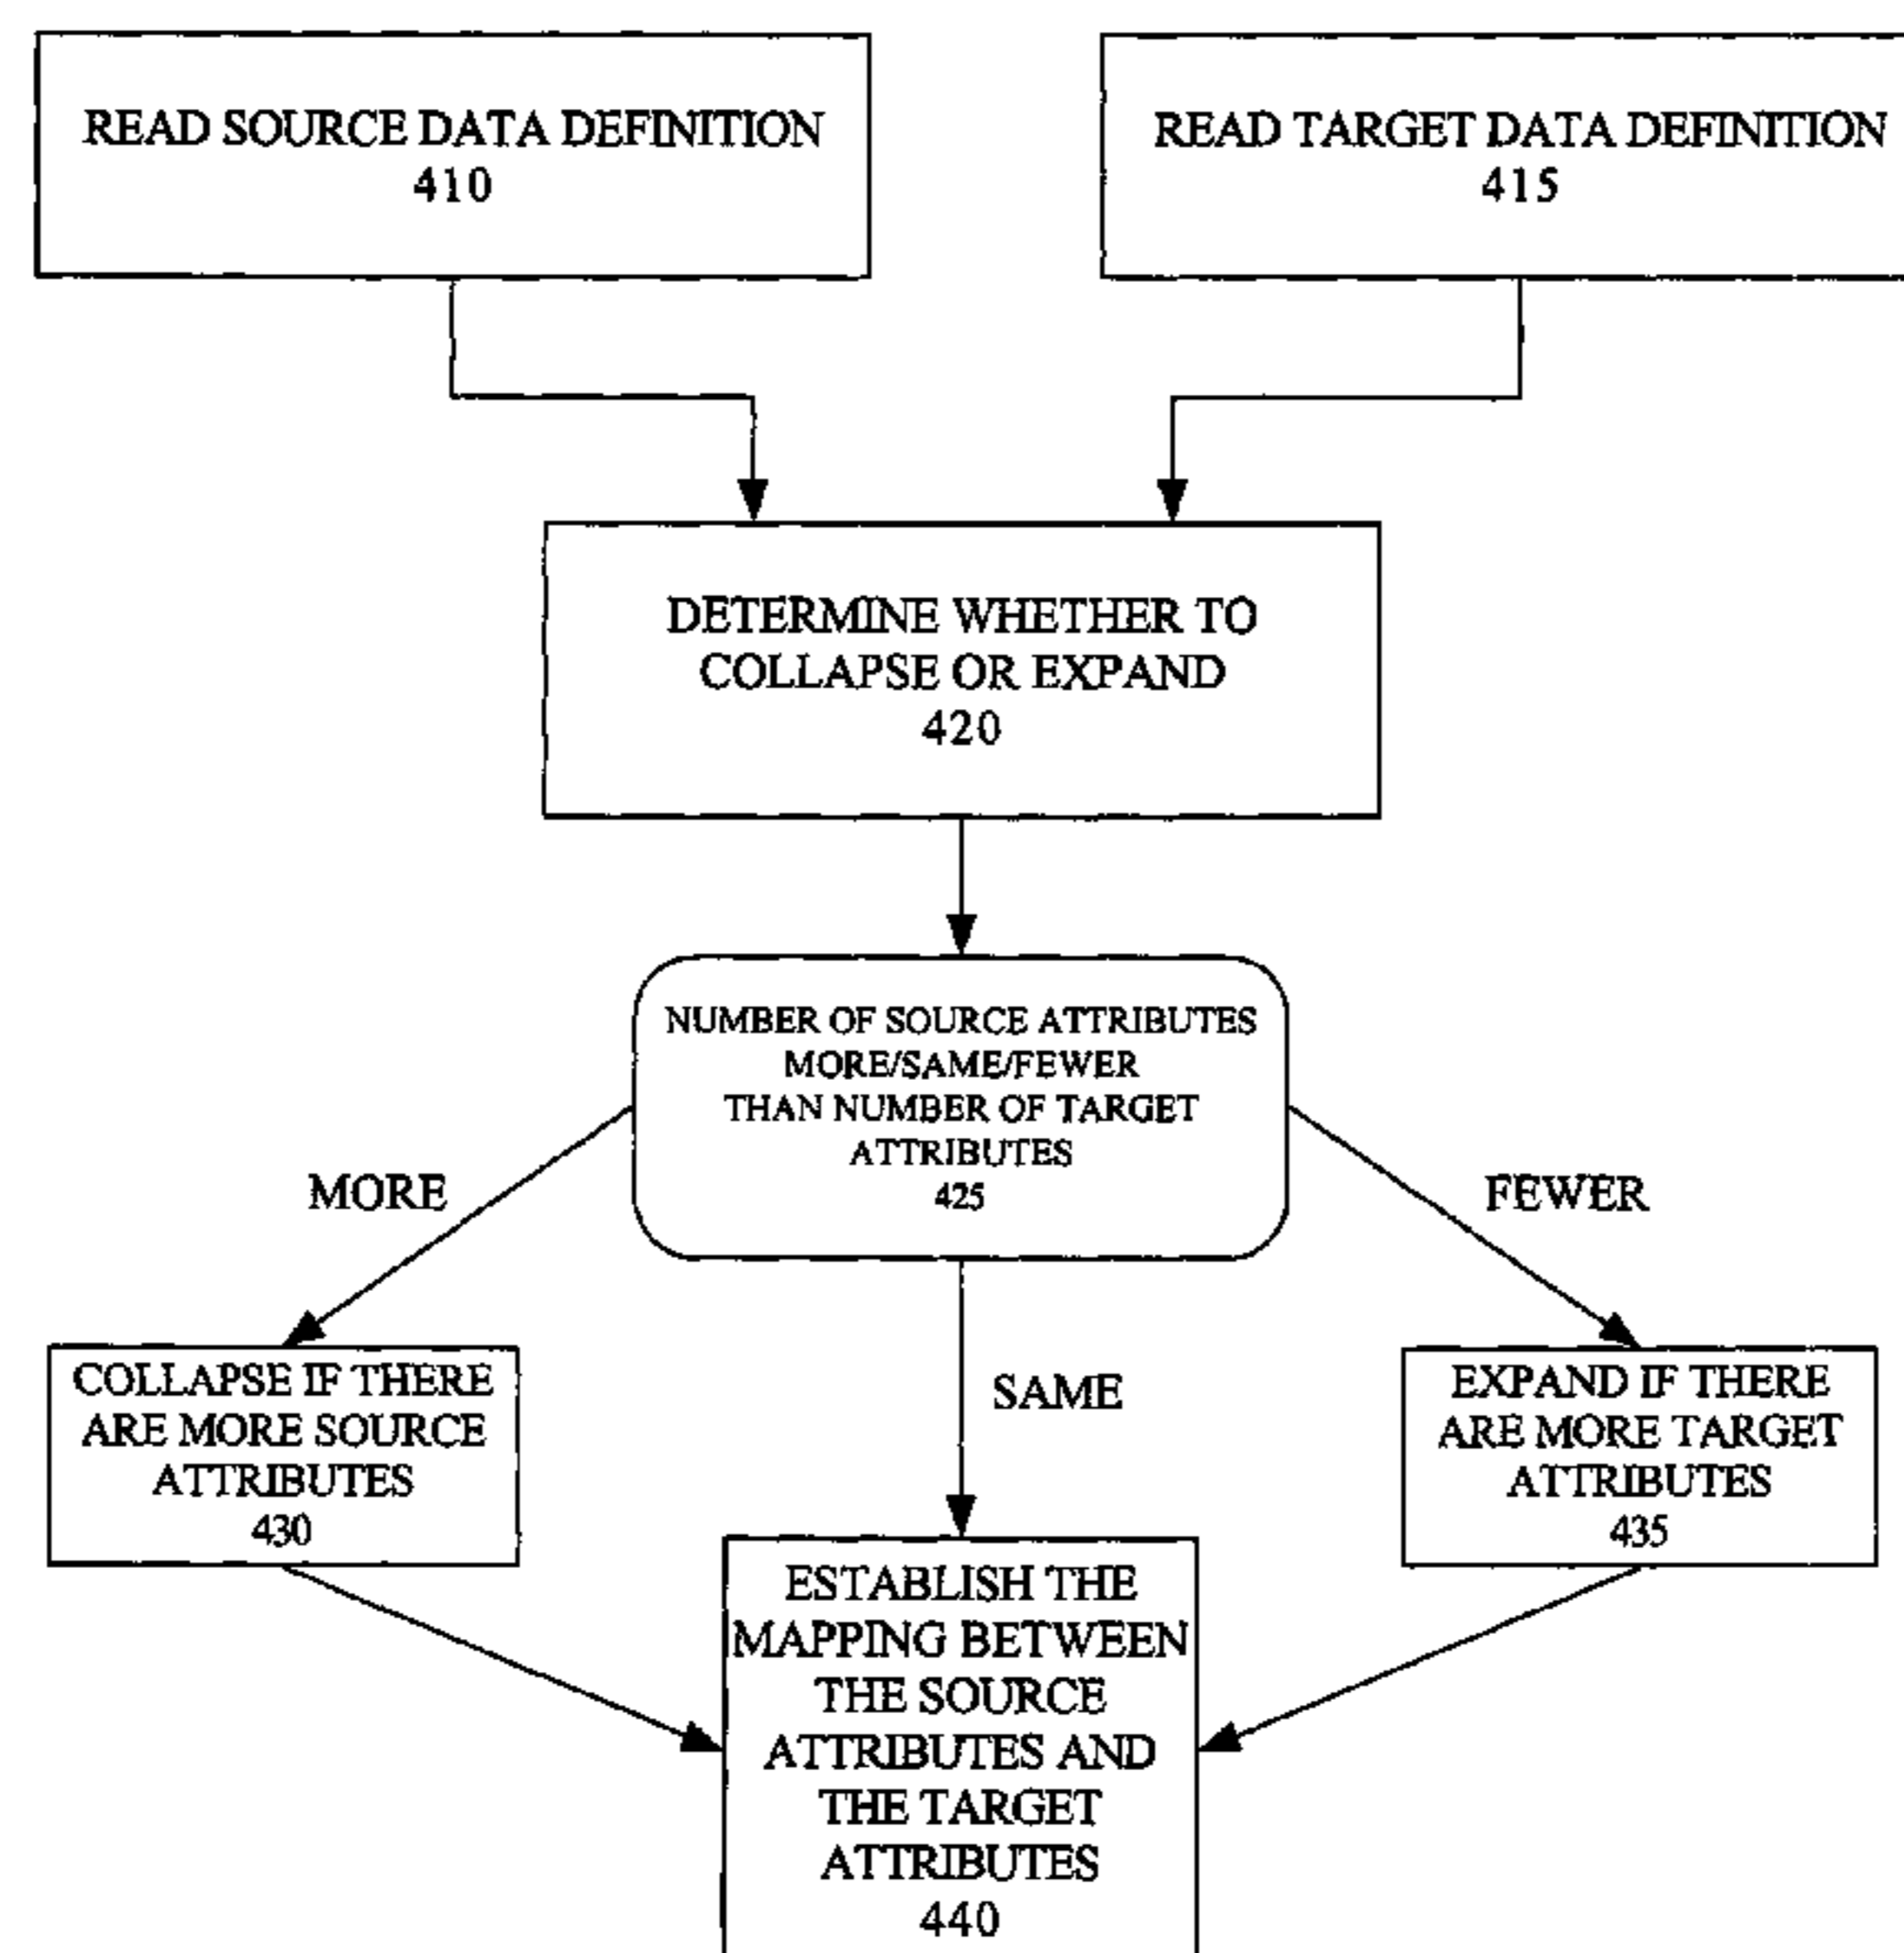 READ SOURCE DATA DEFINITION
410
READ TARGET DATA DEFINITION
415
DETERMINE WHETHER TO
COLLAPSE OR EXPAND
420
NUMBER OF SOURCE ATTRIBUTES
MORE/SAME/FEWER
THAN NUMBER OF TARGET
ATTRIBUTES
425
MORE
FEWER
SAME
COLLAPSE IF THERE
ARE MORE SOURCE
ATTRIBUTES
430
EXPAND IF THERE
ARE MORE TARGET
ATTRIBUTES
435
ESTABLISH THE
MAPPING BETWEEN
THE SOURCE
ATTRIBUTES AND
THE TARGET
ATTRIBUTES
440